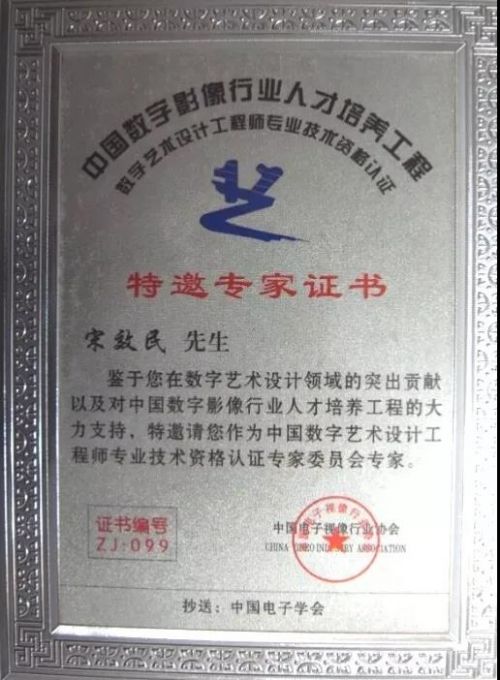 中国数字影像行业人才培养工程
数字艺术设计工程师专业技术资格认证
特邀专家证书
宋效民 先生
鉴于您在数字艺术设计领域的突出贡献
以及对中国数字影像行业人才培养工程的大
力支持，特邀请您作为中国数字艺术设计工
程师专业技术资格认证专家委员会专家。
证书编号
ZJ-099
中国电子视像行业协会
CHINA VIDEO INDUSTRY ASSOCIATION
抄送：中国电子学会